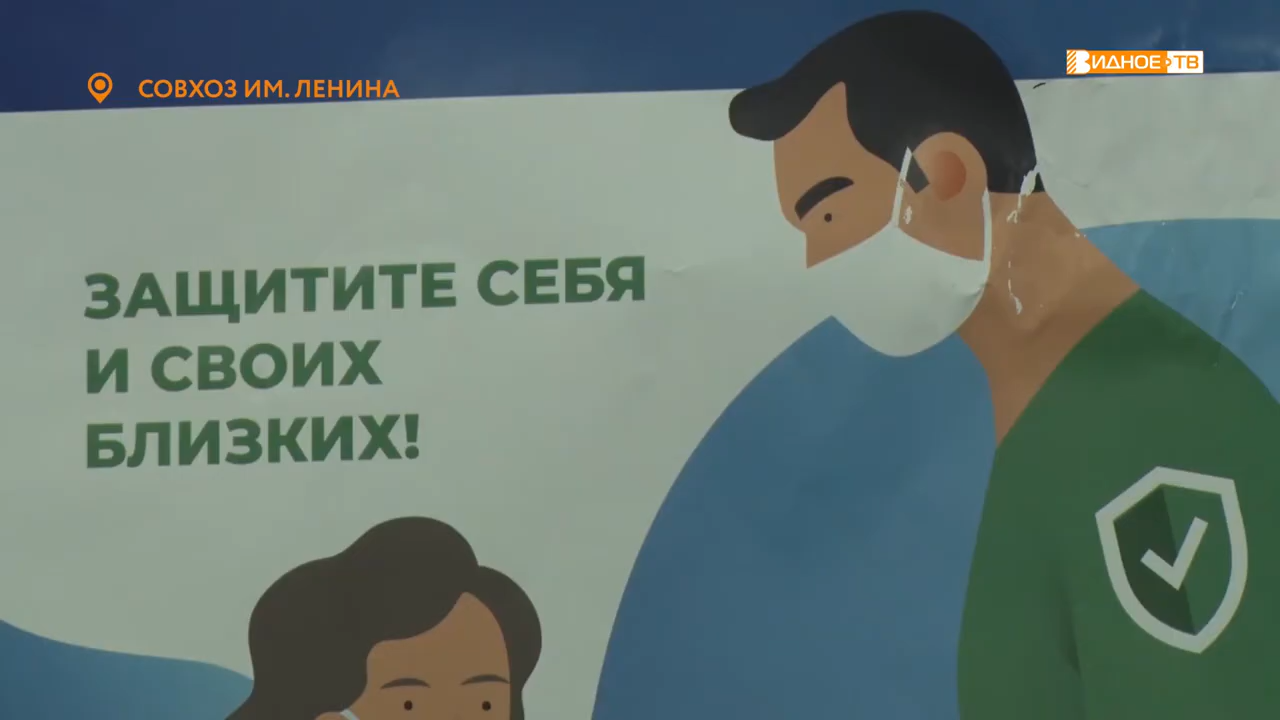 СОВХОЗ ИМ. ЛЕНИНА
ВИДНОЕ ТВ
ЗАЩИТИТЕ СЕБЯ
И СВОИХ
БЛИЗКИХ!